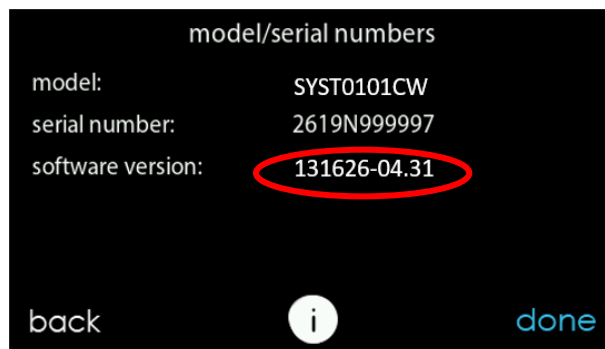 model/serial numbers
model: SYST0101CW
serial number: 2619N999997
software version: 131626-04.31
back i done